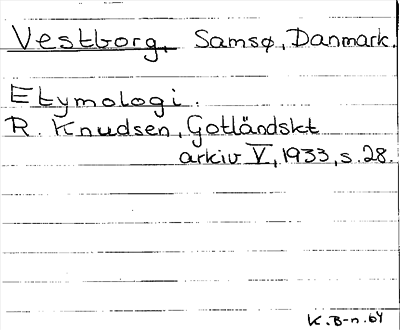 Vestborg, Samsø, Danmark.
Etymologi.
R. Knudsen, Gotländskt
arkiv V, 1933, s. 28.
K.B-n. 64